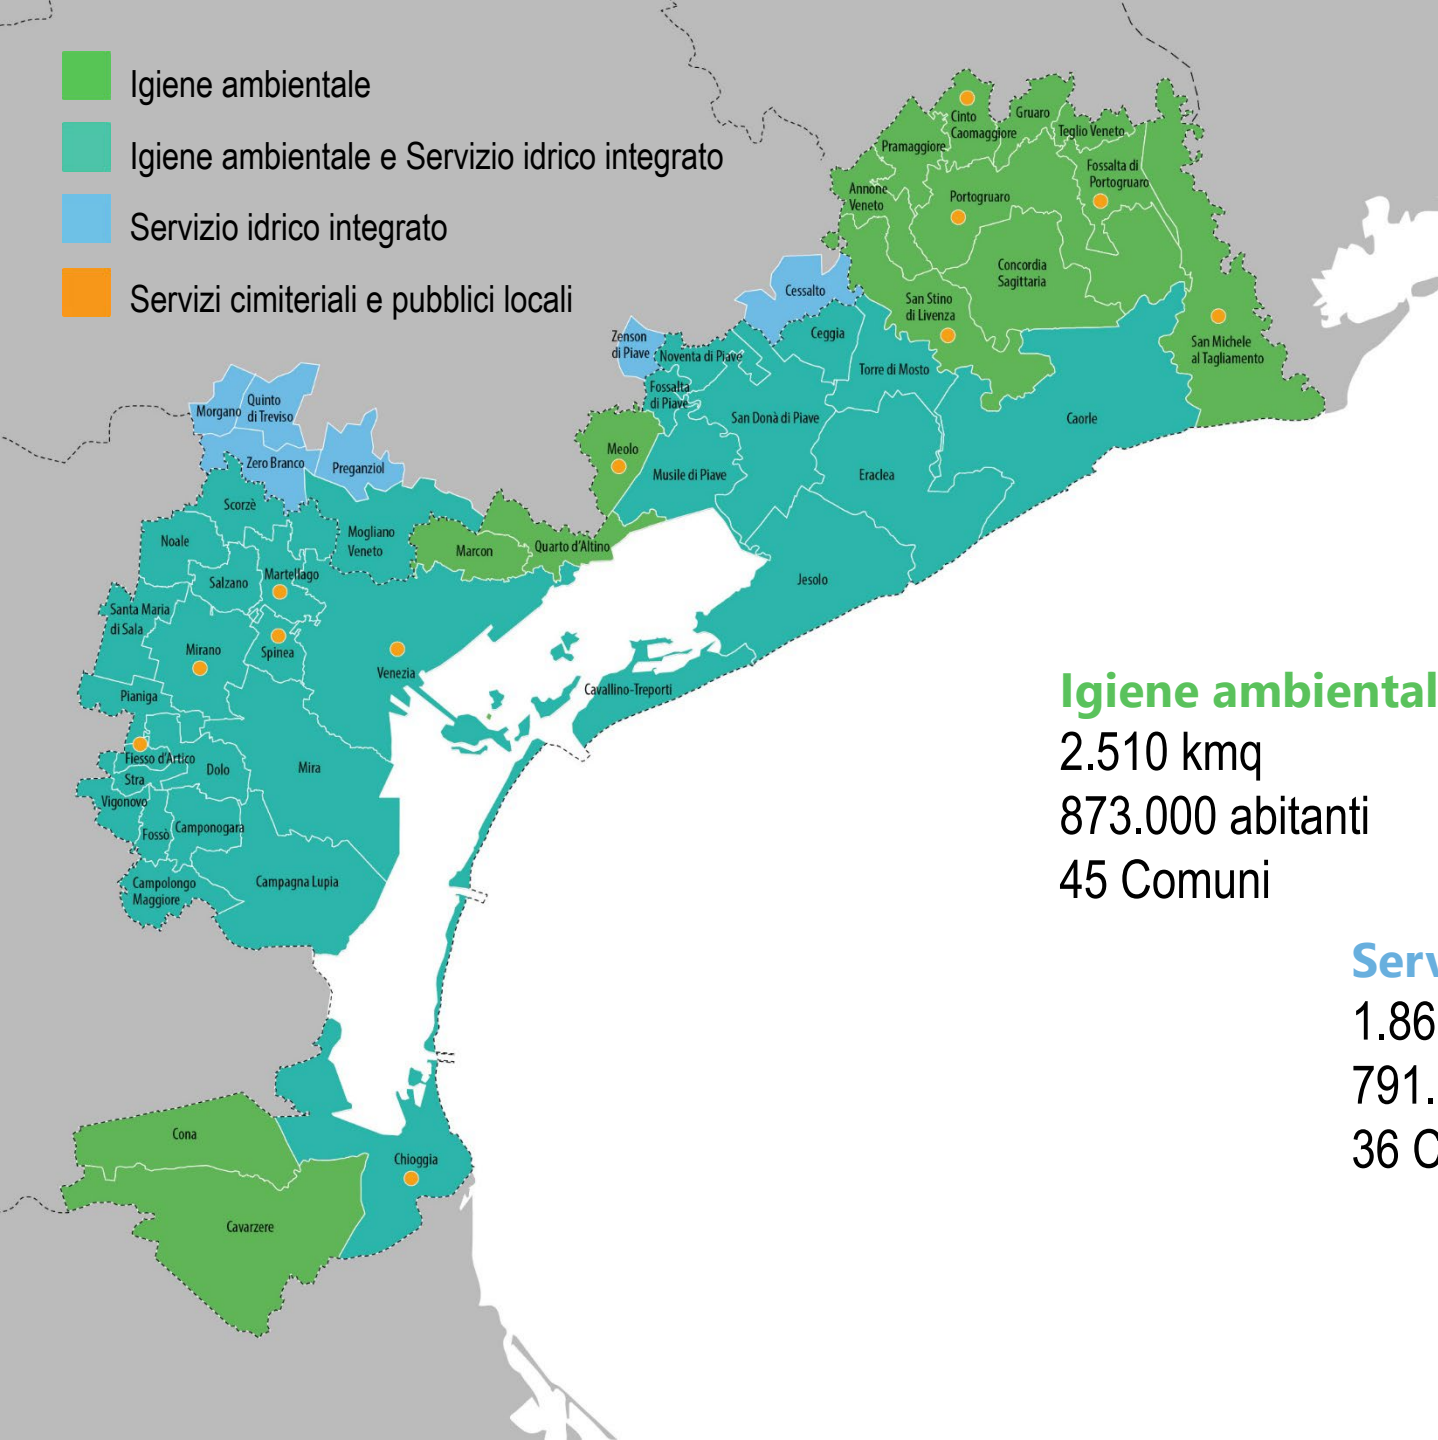 Igiene ambientale
Igiene ambientale e Servizio idrico integrato
Servizio idrico integrato
Servizi cimiteriali e pubblici locali
Cinto
Caomaggiore
Gruaro
Teglio Veneto
Pramaggiore
Fossalta di
Portogruaro
Annone
Veneto
Portogruaro
Concordia
Sagittaria
San Stino
di Livenza
San Michele
al Tagliamento
Cessalto
Ceggia
Zenson
di Piave
Noventa di Piave
Torre di Mosto
Fossalta
di Piave
San Donà di Piave
Caorle
Morgano
Quinto
di Treviso
Zero Branco
Preganziol
Meolo
Musile di Piave
Eraclea
Scorzè
Noale
Mogliano
Veneto
Marcon
Quarto d'Altino
Jesolo
Salzano
Martellago
Santa Maria
di Sala
Mirano
Spinea
Venezia
Cavallino-Treporti
Pianiga
Fiesso d'Artico
Dolo
Mira
Stra
Vigonovo
Fossò
Camponogara
Campolongo
Maggiore
Campagna Lupia
Cona
Chioggia
Cavarzere
Igiene ambiental
2.510 kmq
873.000 abitanti
45 Comuni
Serv
1.86
791.
36 C